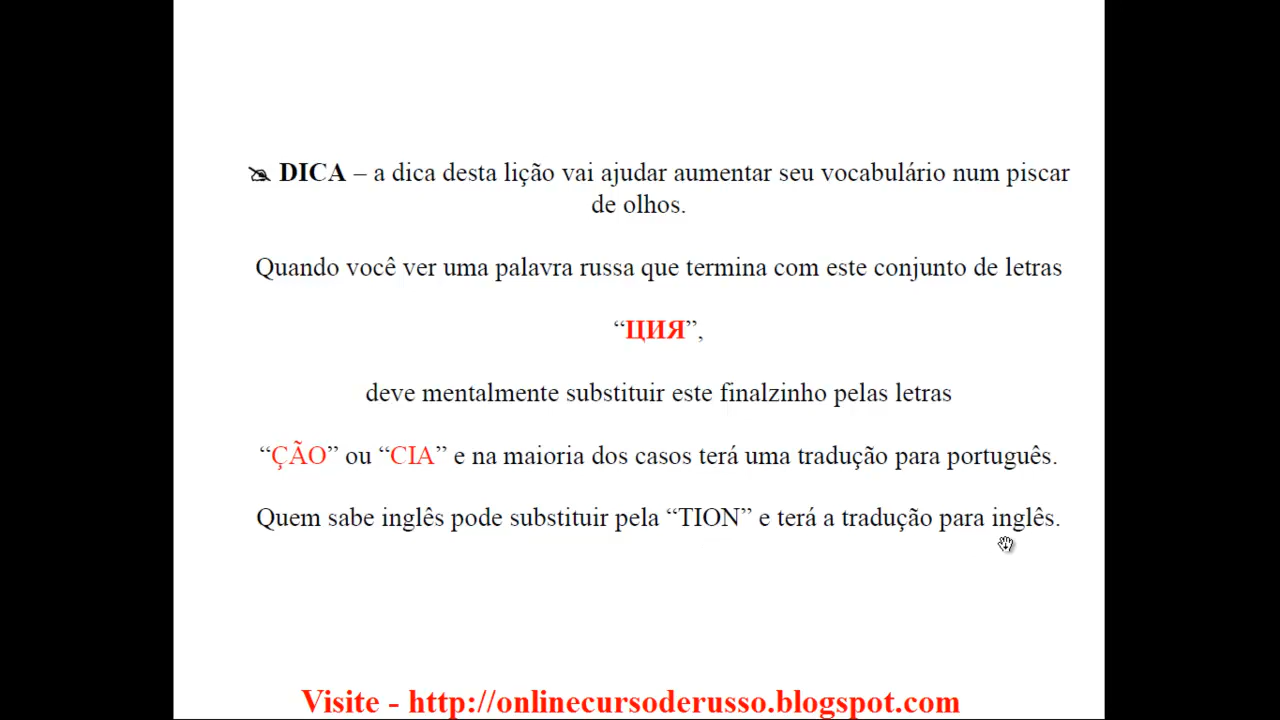 DICA – a dica desta lição vai ajudar aumentar seu vocabulário num piscar
de olhos.
Quando você ver uma palavra russa que termina com este conjunto de letras
“ЦИЯ”,
deve mentalmente substituir este finalzinho pelas letras
“ÇÃO” ou “CIA” e na maioria dos casos terá uma tradução para português.
Quem sabe inglês pode substituir pela “TION” e terá a tradução para inglês.
Visite - http://onlinecursoderusso.blogspot.com